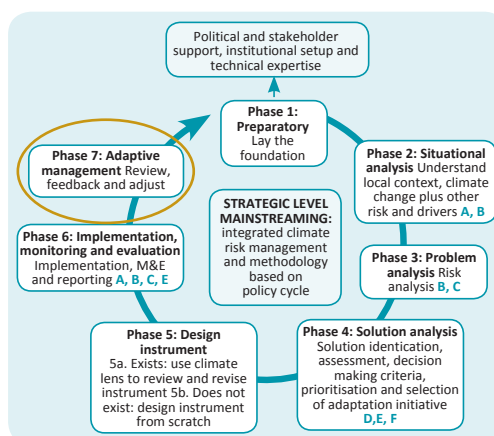 Political and stakeholder
support, institutional setup and
technical expertise
Phase 1:
Preparatory
Lay the
foundation
Phase 2: Situational
analysis Understand
local context, climate
change plus other
risk and drivers A, B
Phase 3: Problem
analysis Risk
analysis B, C
Phase 4: Solution analysis
Solution identication,
assessment, decision
making criteria,
prioritisation and selection
of adaptation initiative
D,E, F
Phase 5: Design
instrument
5a. Exists: use climate
lens to review and revise
instrument 5b. Does not
exist: design instrument
from scratch
Phase 6: Implementation,
monitoring and evaluation
Implementation, M&E
and reporting A, B, C, E
Phase 7: Adaptive
management Review,
feedback and adjust
STRATEGIC LEVEL
MAINSTREAMING:
integrated climate
risk management
and methodology
based on
policy cycle